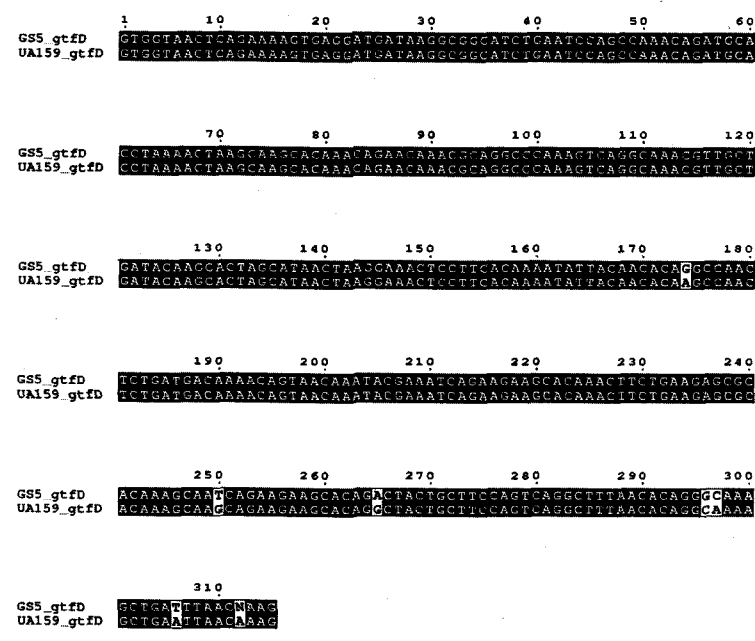 1 10 20 30 40 50 60
GS5_gtfD GTGGTAACTCAGAAAAGTGAGGATGATAAGGCGGCATCTGAATCCAGCCAAACAGATGCA
UA159_gtfD GTGGTAACTCAGAAAAGTGAGGATGATAAGGCGGCATCTGAATCCAGCCAAACAGATGCA
70 80 90 100 110 120
GS5_gtfD CCTAAAACTAAGCAAGCACAAACAGAACAAACGCAGGCCCAAAGTCAGGCAAACGTTGCT
UA159_gtfD CCTAAAACTAAGCAAGCACAAACAGAACAAACGCAGGCCCAAAGTCAGGCAAACGTTGCT
130 140 150 160 170 180
GS5_gtfD GATACAAGCACTAGCATAACTAAGGAAACTCCTTCACAAAATATTACAACACAGGCCAAC
UA159_gtfD GATACAAGCACTAGCATAACTAAGGAAACTCCTTCACAAAATATTACAACACAAGCCAAC
190 200 210 220 230 240
GS5_gtfD TCTGATGACAAAACAGTAACAAATACGAAATCAGAAGAAGCACAAACTTCTGAAGAGCGC
UA159_gtfD TCTGATGACAAAACAGTAACAAATACGAAATCAGAAGAAGCACAAACTTCTGAAGAGCGC
250 260 270 280 290 300
GS5_gtfD ACAAAGCAATCAGAAGAAGCACAGACTACTGCTTCCAGTCAGGCTTTAACACAGGGCAAA
UA159_gtfD ACAAAGCAAGCAGAAGAAGCACAGGCTACTGCTTCCAGTCAGGCTTTAACACAGGCAAAA
310
GS5_gtfD GCTGATTTAACNAAG
UA159_gtfD GCTGAATTAACAAAG